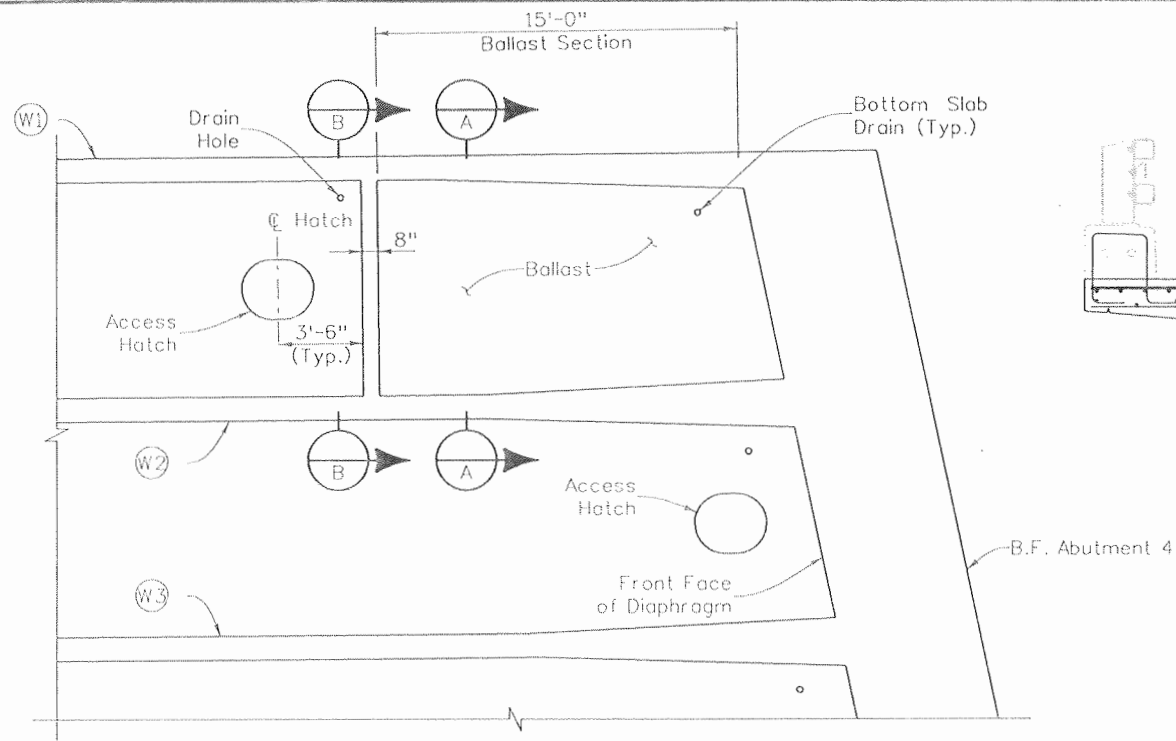 15'-0"
Ballast Section
B
A
W1
Drain
Hole
Bottom Slab
Drain (Typ.)
℄ Hatch
8"
Ballast
Access
Hatch
3'-6"
(Typ.)
W2
B
A
Access
Hatch
B.F. Abutment 4
W3
Front Face
of Diaphragm